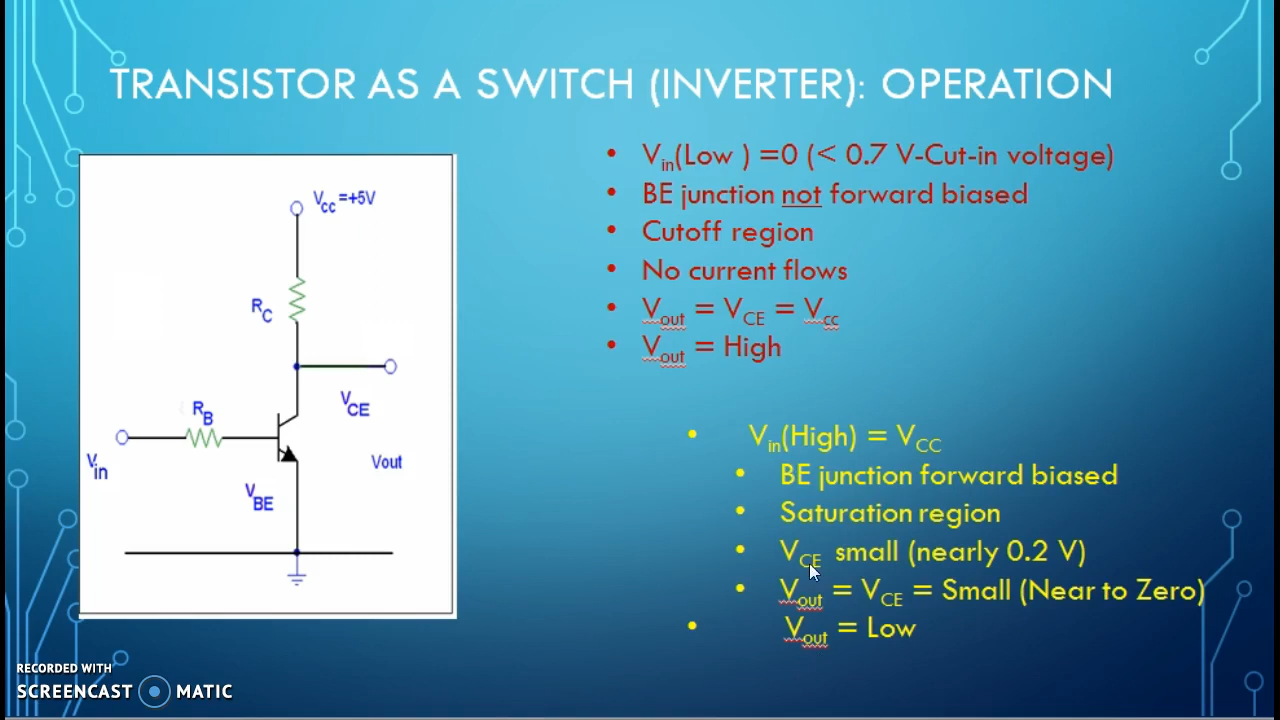 TRANSISTOR AS A SWITCH (INVERTER): OPERATION
Vcc =+5V
RC
RB
VCE
Vin
Vout
VBE
• Vin(Low ) =0 (< 0.7 V-Cut-in voltage)
• BE junction not forward biased
• Cutoff region
• No current flows
• Vout = VCE = Vcc
• Vout = High
• Vin(High) = VCC
• BE junction forward biased
• Saturation region
• VCE small (nearly 0.2 V)
• Vout = VCE = Small (Near to Zero)
• Vout = Low
RECORDED WITH
SCREENCAST MATIC